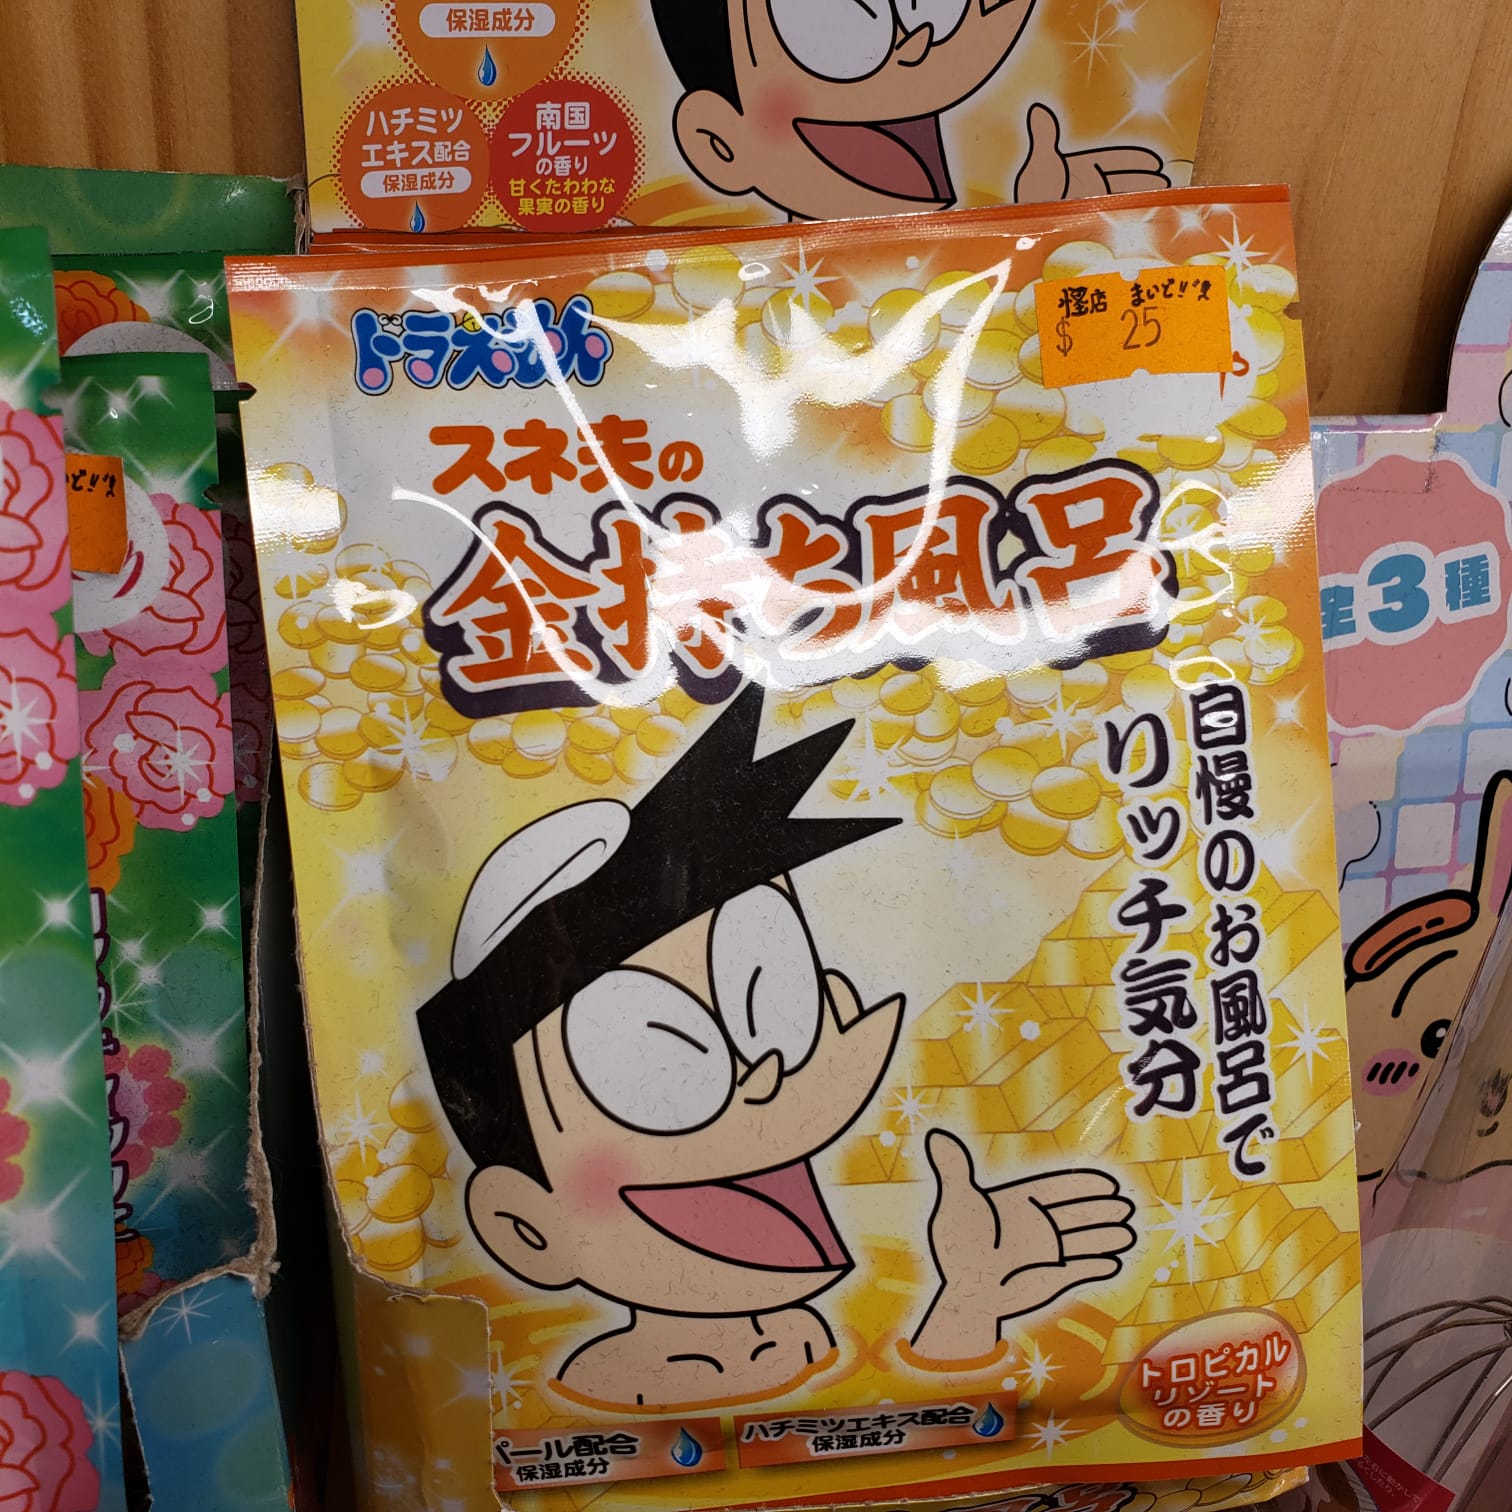 保湿成分
ハチミツ
エキス配合
保湿成分
南国
フルーツ
の香り
甘くたわわな
果実の香り
ドラえもん
まいどリま
$ 25
スネ夫の
金持ち風呂
自慢のお風呂で
リッチ気分
トロピカル
リゾート
の香り
パール配合
保湿成分
ハチミツエキス配合
保湿成分
全3種